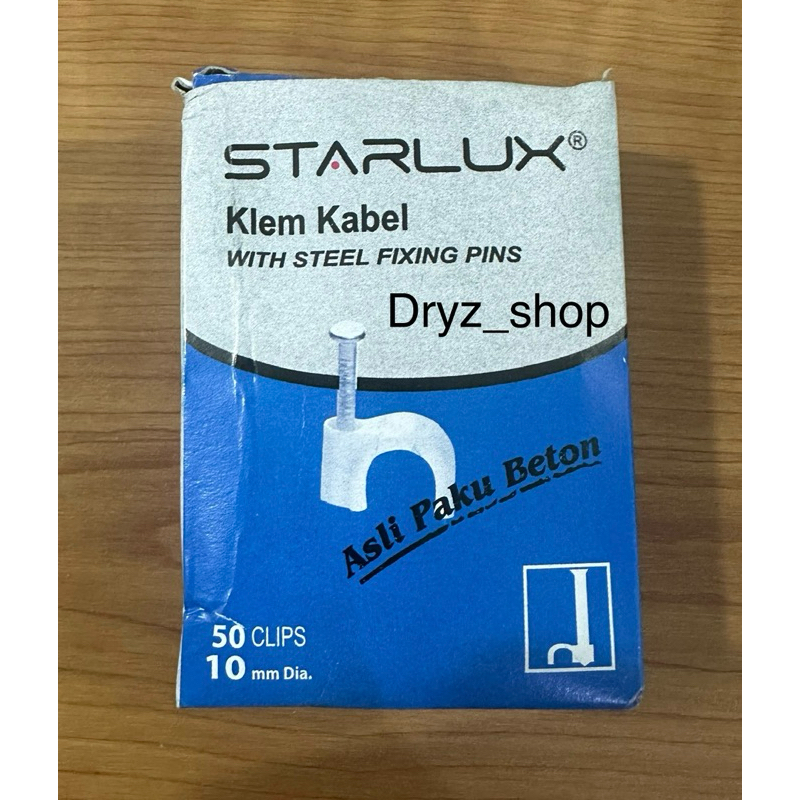 STARLUX®
Klem Kabel
WITH STEEL FIXING PINS
Dryz_shop
Asli Paku Beton
50 CLIPS
10 mm Dia.